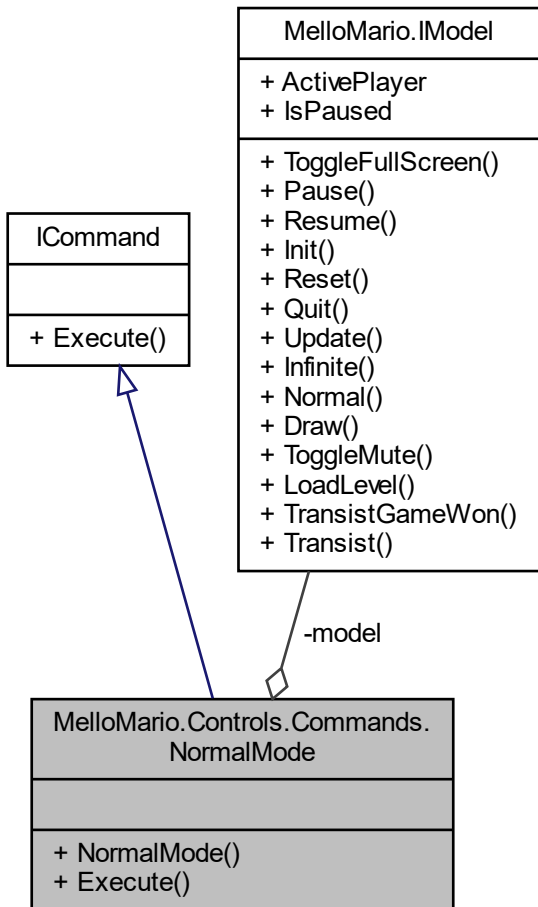 MelloMario.IModel
+ ActivePlayer
+ IsPaused
+ ToggleFullScreen()
+ Pause()
+ Resume()
+ Init()
+ Reset()
+ Quit()
+ Update()
+ Infinite()
+ Normal()
+ Draw()
+ ToggleMute()
+ LoadLevel()
+ TransistGameWon()
+ Transist()
ICommand
+ Execute()
-model
MelloMario.Controls.Commands.
NormalMode
+ NormalMode()
+ Execute()